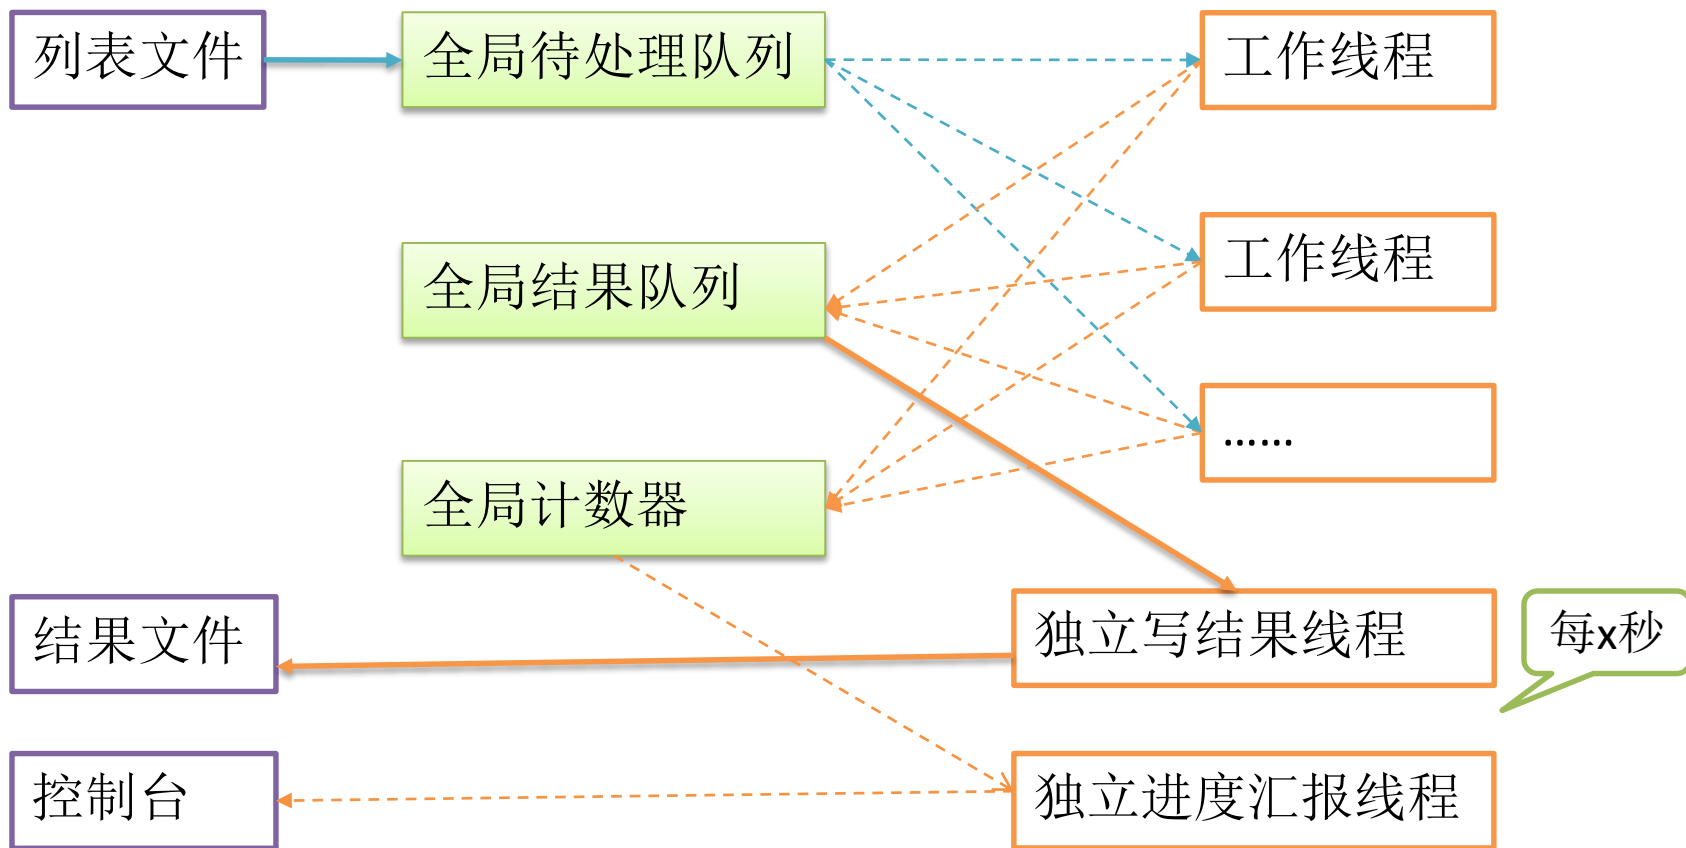 列表文件
全局待处理队列
工作线程
全局结果队列
工作线程
......
全局计数器
结果文件
独立写结果线程
每x秒
控制台
独立进度汇报线程